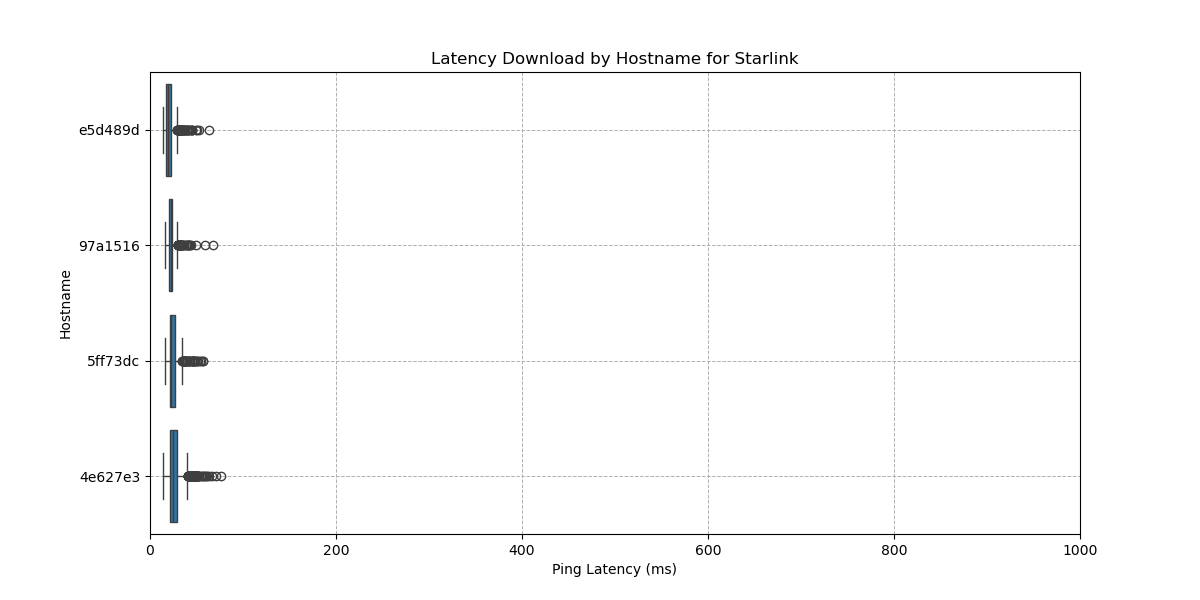 Latency Download by Hostname for Starlink
Hostname
e5d489d
97a1516
5ff73dc
4e627e3
0 200 400 600 800 1000
Ping Latency (ms)